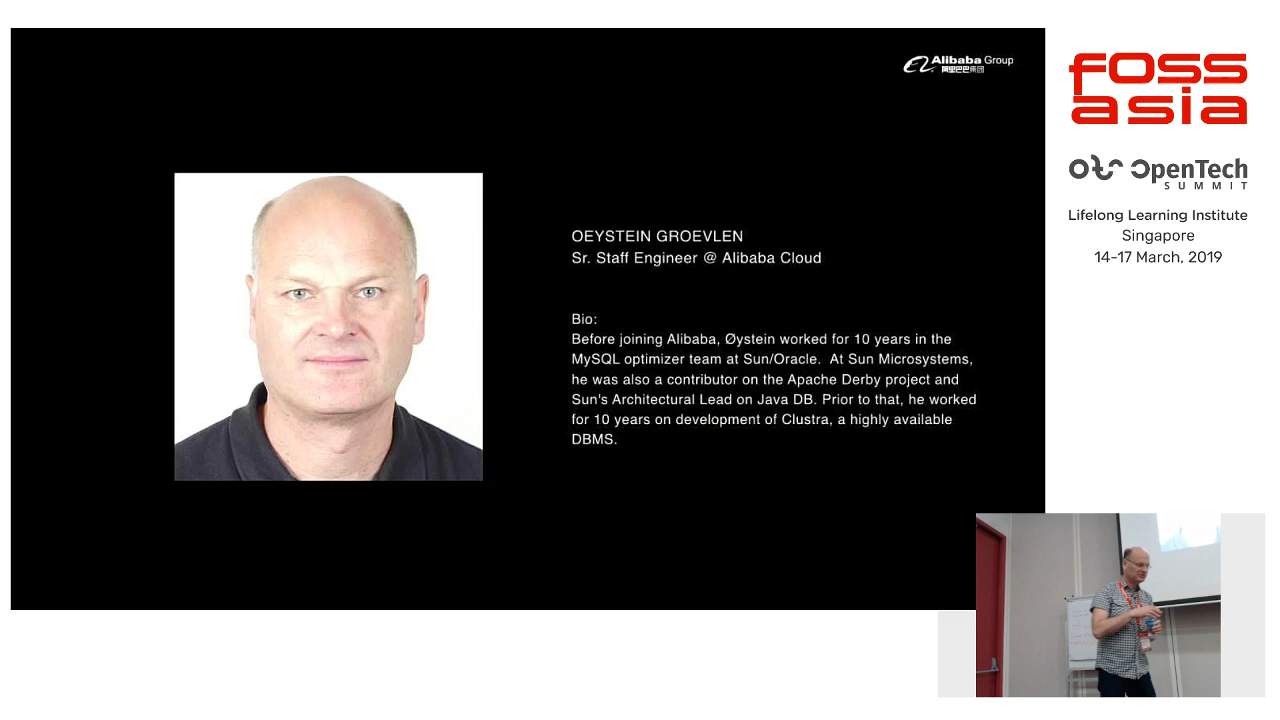 Alibaba Group
阿里巴巴集团
OEYSTEIN GROEVLEN
Sr. Staff Engineer @ Alibaba Cloud
Bio:
Before joining Alibaba, Øystein worked for 10 years in the
MySQL optimizer team at Sun/Oracle.  At Sun Microsystems,
he was also a contributor on the Apache Derby project and
Sun's Architectural Lead on Java DB. Prior to that, he worked
for 10 years on development of Clustra, a highly available
DBMS.
fOSS
asia
OpenTech
SUMMIT
Lifelong Learning Institute
Singapore
14-17 March, 2019